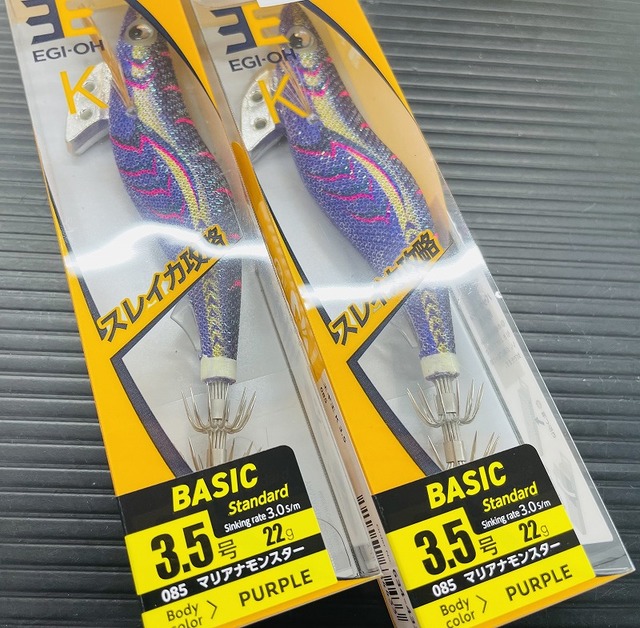 EGI-OH
K
スレイカ攻略
BASIC
Standard
Sinking rate 3.0 s/m
3.5号 22g
085 マリアナモンスター
Body color > PURPLE
EGI-OH
K
スレイカ攻略
BASIC
Standard
Sinking rate 3.0 s/m
3.5号 22g
085 マリアナモンスター
Body color > PURPLE